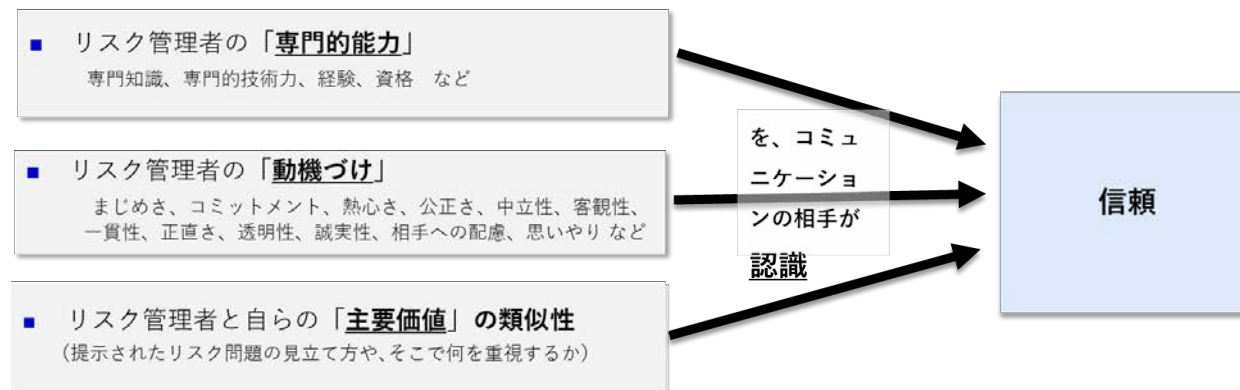 ■ リスク管理者の「専門的能力」
専門知識、専門的技術力、経験、資格　など
■ リスク管理者の「動機づけ」
まじめさ、コミットメント、熱心さ、公正さ、中立性、客観性、
一貫性、正直さ、透明性、誠実性、相手への配慮、思いやり など
■ リスク管理者と自らの「主要価値」の類似性
（提示されたリスク問題の見立て方や、そこで何を重視するか）
を、コミュ
ニケーショ
ンの相手が
認識
信頼